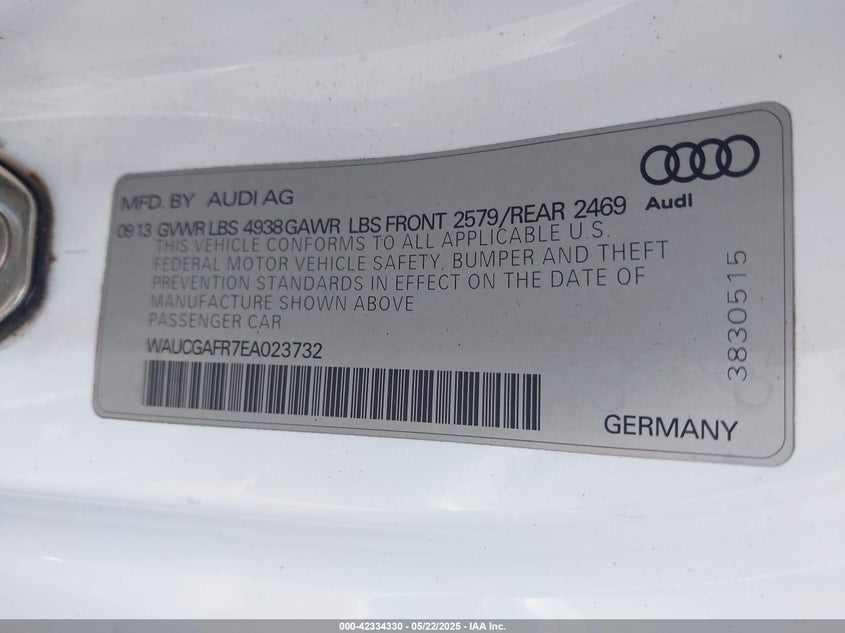 MFD. BY AUDI AG
Audi
09 13 GVWR LBS 4938 GAWR LBS FRONT 2579/REAR 2469
THIS VEHICLE CONFORMS TO ALL APPLICABLE U.S.
FEDERAL MOTOR VEHICLE SAFETY, BUMPER AND THEFT
PREVENTION STANDARDS IN EFFECT ON THE DATE OF
MANUFACTURE SHOWN ABOVE
PASSENGER CAR
WAUCGAFR7EA023732
3830515
GERMANY
000-42334330 - 05/22/2025 - IAA Inc.